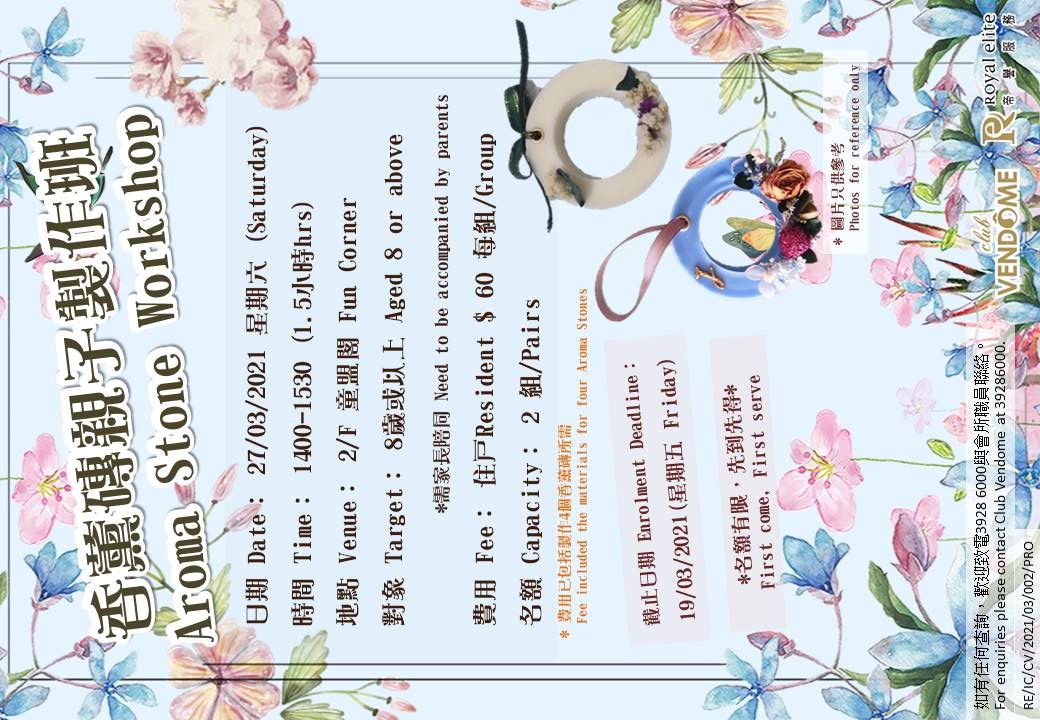 香薰磚親子製作班
Aroma Stone Workshop
日期 Date： 27/03/2021 星期六 (Saturday)
時間 Time： 1400-1530 (1.5小時hrs)
地點 Venue： 2/F 童盟閣 Fun Corner
對象 Target： 8歲或以上 Aged 8 or above
*需家長陪同 Need to be accompanied by parents
費用 Fee： 住戶Resident $ 60 每組/Group
名額 Capacity： 2 組/Pairs
* 費用已包括製作4個香薰磚所需
Fee included the materials for four Aroma Stones
截止日期 Enrolment Deadline：
19/03/2021(星期五 Friday)
*名額有限，先到先得*
First come, First serve
* 圖片只供參考
Photos for reference only
如有任何查詢，歡迎致電3928 6000與會所職員聯絡。
For enquiries please contact Club Vendome at 39286000.
RE/IC/CV/2021/03/002/PRO
club
VENDÔME
R Royal elite
帝譽服務